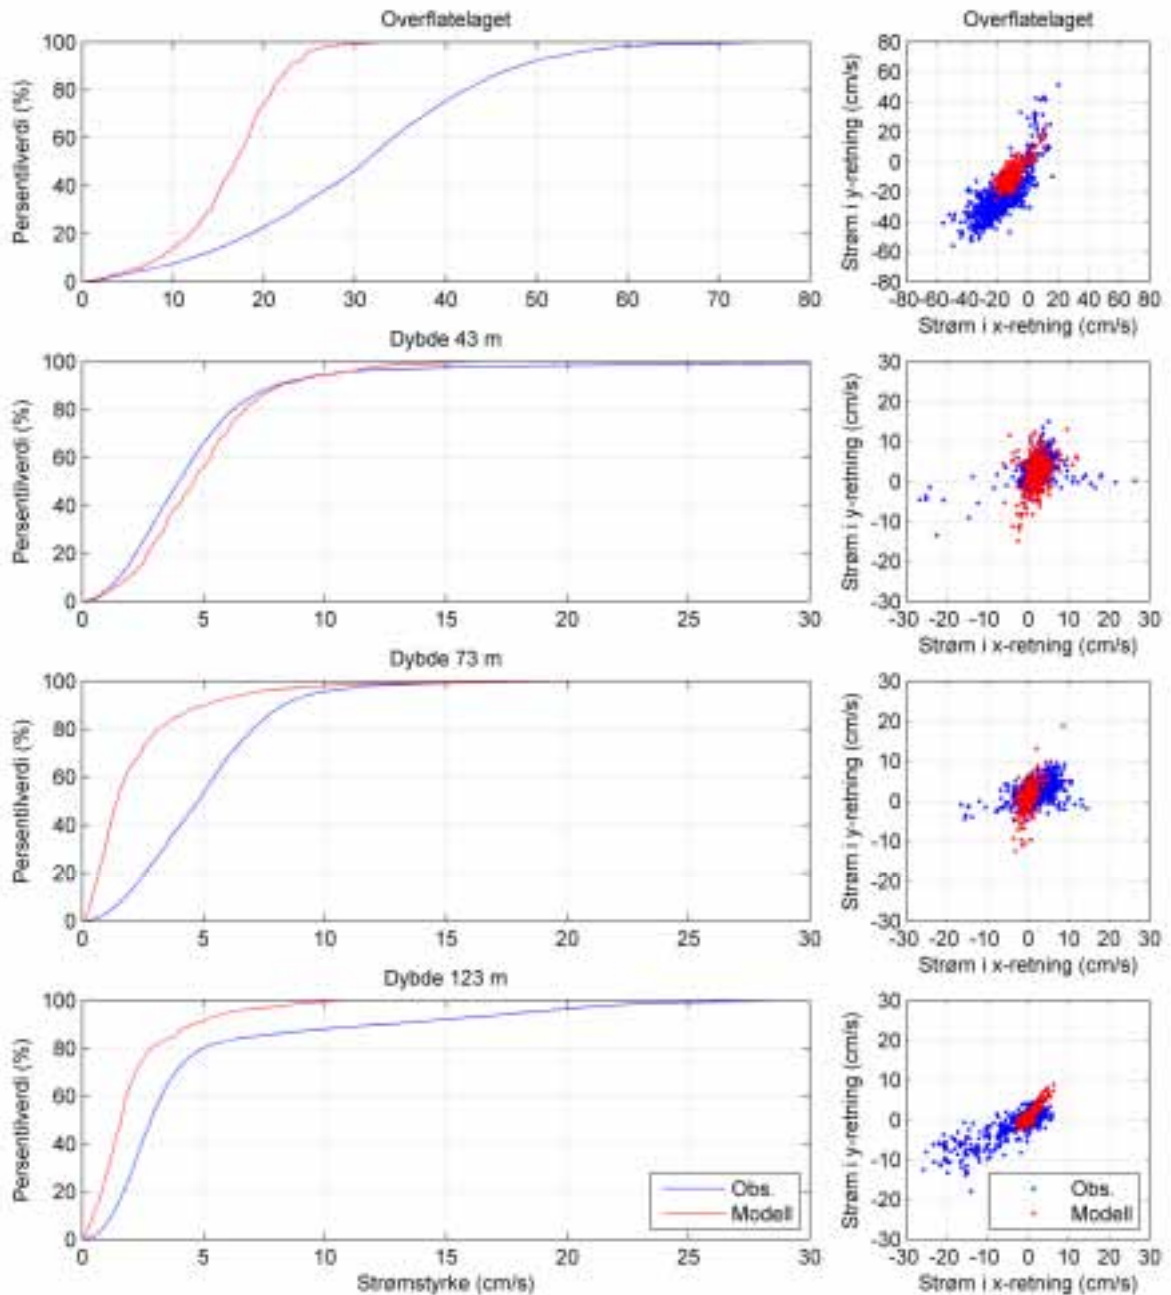 Overflatelaget
Persentilverdi (%)
100
80
60
40
20
0
0 10 20 30 40 50 60 70 80
Overflatelaget
Strøm i y-retning (cm/s)
80
60
40
20
0
-20
-40
-60
-80
-80 -60 -40 -20 0 20 40 60 80
Strøm i x-retning (cm/s)
Dybde 43 m
Persentilverdi (%)
100
80
60
40
20
0
0 5 10 15 20 25 30
Strøm i y-retning (cm/s)
30
20
10
0
-10
-20
-30
-30 -20 -10 0 10 20 30
Strøm i x-retning (cm/s)
Dybde 73 m
Persentilverdi (%)
100
80
60
40
20
0
0 5 10 15 20 25 30
Strøm i y-retning (cm/s)
30
20
10
0
-10
-20
-30
-30 -20 -10 0 10 20 30
Strøm i x-retning (cm/s)
Dybde 123 m
Persentilverdi (%)
100
80
60
40
20
0
0 5 10 15 20 25 30
Strømstyrke (cm/s)
Obs.
Modell
Strøm i y-retning (cm/s)
30
20
10
0
-10
-20
-30
-30 -20 -10 0 10 20 30
Strøm i x-retning (cm/s)
Obs.
Modell